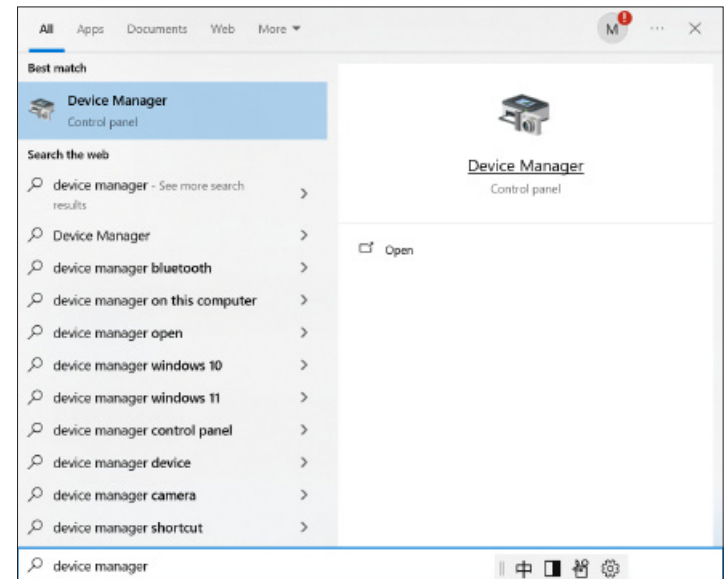 All Apps Documents Web More
M
Best match
Device Manager
Control panel
Search the web
device manager - See more search
results
Device Manager
device manager bluetooth
device manager on this computer
device manager open
device manager windows 10
device manager windows 11
device manager control panel
device manager device
device manager camera
device manager shortcut
Device Manager
Control panel
Open
device manager
中